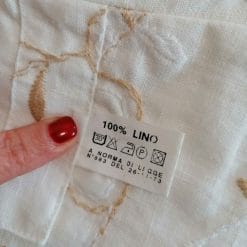 100% LINO
P
A NORMA DI LEGGE
N°883 DEL 26-11-73